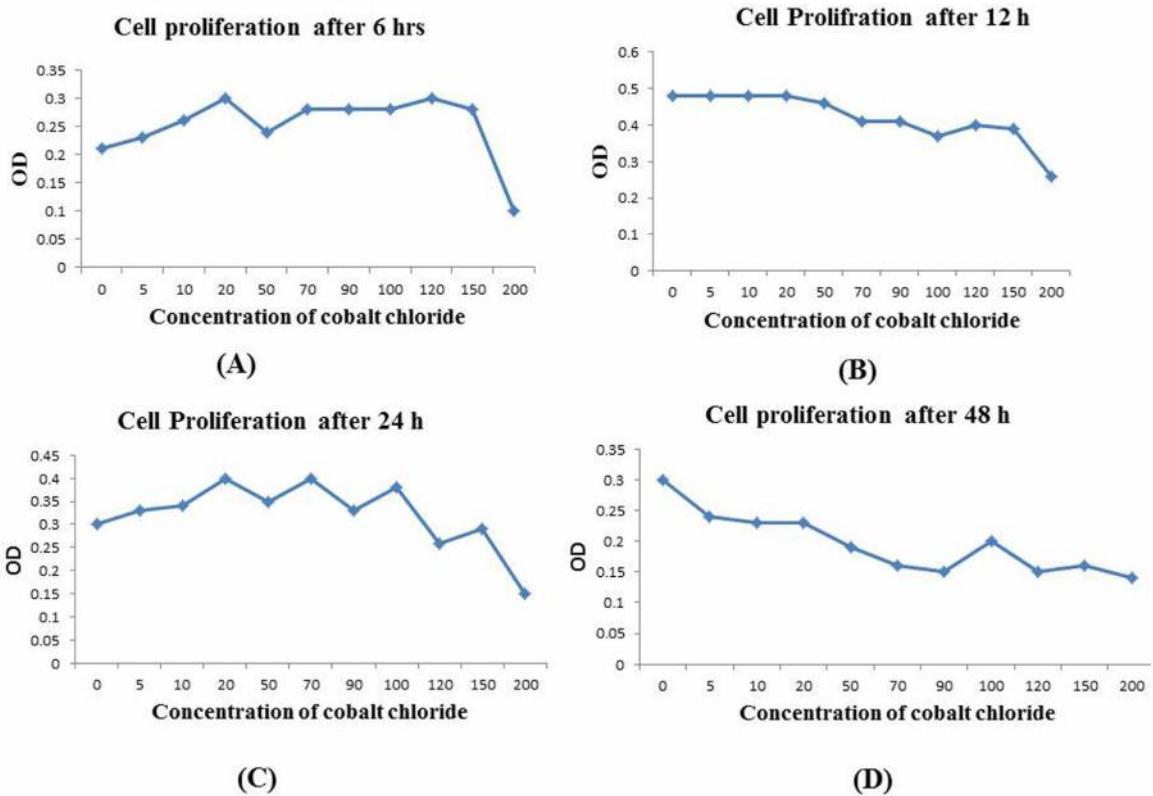 Cell proliferation after 6 hrs
0.35
0.3
0.25
0.2
0.15
0.1
0.05
0
OD
0 5 10 20 50 70 90 100 120 150 200
Concentration of cobalt chloride
(A)
Cell Prolifration after 12 h
0.6
0.5
0.4
0.3
0.2
0.1
0
OD
0 5 10 20 50 70 90 100 120 150 200
Concentration of cobalt chloride
(B)
Cell Proliferation after 24 h
0.45
0.4
0.35
0.3
0.25
0.2
0.15
0.1
0.05
0
OD
0 5 10 20 50 70 90 100 120 150 200
Concentration of cobalt chloride
(C)
Cell proliferation after 48 h
0.35
0.3
0.25
0.2
0.15
0.1
0.05
0
OD
0 5 10 20 50 70 90 100 120 150 200
Concentration of cobalt chloride
(D)